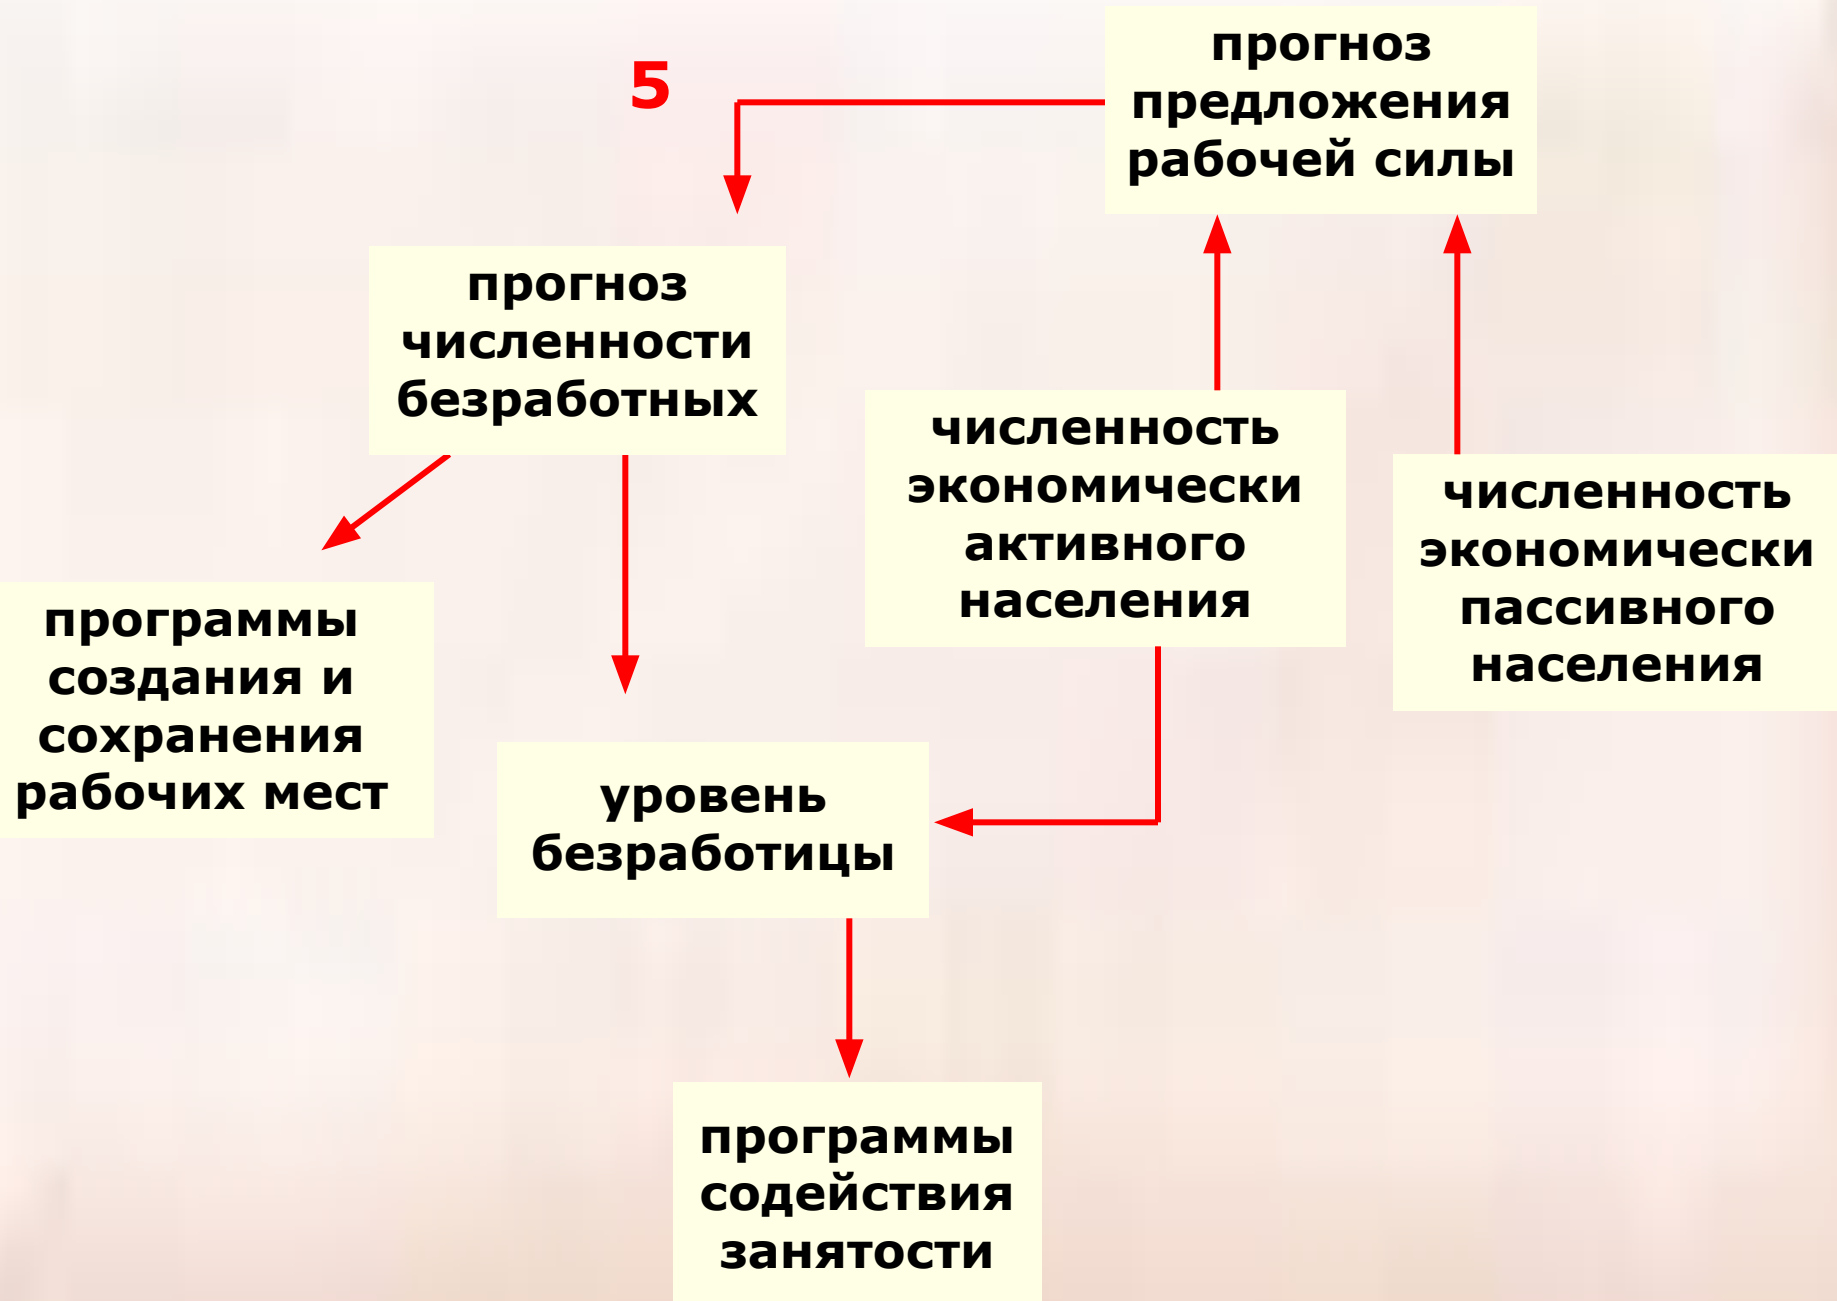 5
прогноз
предложения
рабочей силы
прогноз
численности
безработных
численность
экономически
активного
населения
численность
экономически
пассивного
населения
программы
создания и
сохранения
рабочих мест
уровень
безработицы
программы
содействия
занятости